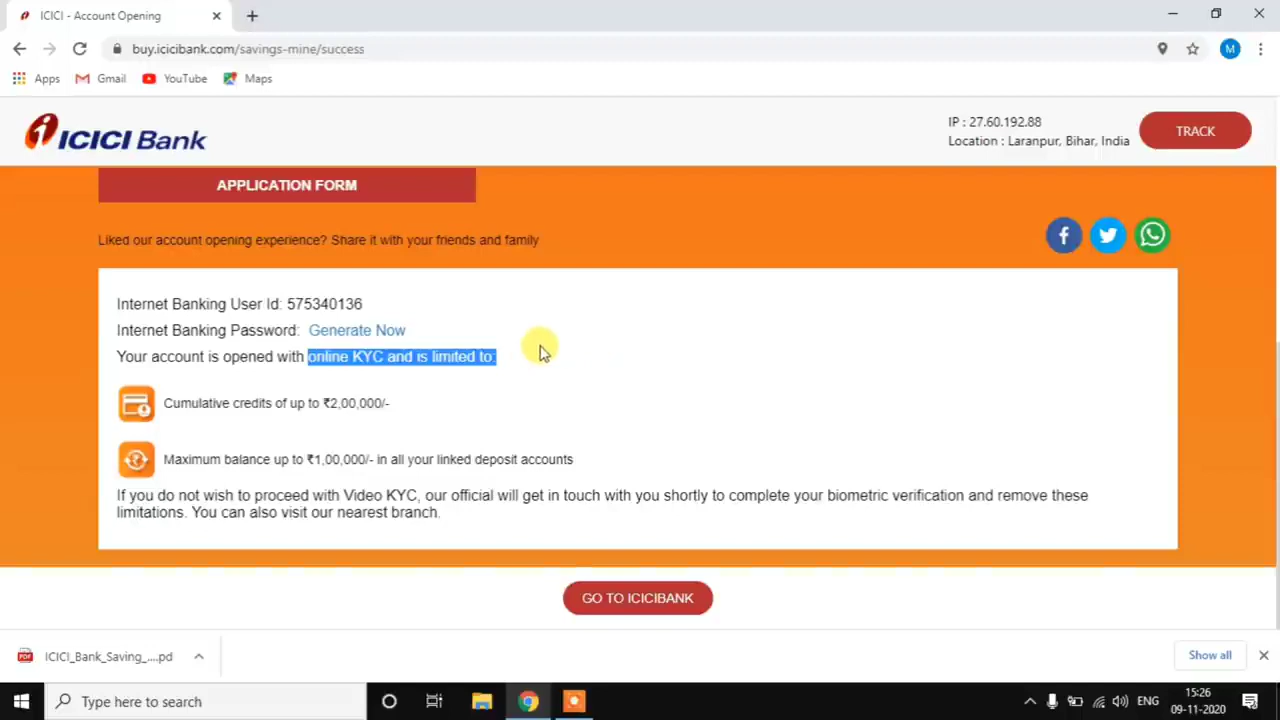 ICICI - Account Opening
buy.icicibank.com/savings-mine/success
M
Apps Gmail YouTube Maps
ICICI Bank
IP : 27.60.192.88
Location : Laranpur, Bihar, India
TRACK
APPLICATION FORM
Liked our account opening experience? Share it with your friends and family
Internet Banking User Id: 575340136
Internet Banking Password: Generate Now
Your account is opened with online KYC and is limited to:
Cumulative credits of up to ₹2,00,000/-
Maximum balance up to ₹1,00,000/- in all your linked deposit accounts
If you do not wish to proceed with Video KYC, our official will get in touch with you shortly to complete your biometric verification and remove these
limitations. You can also visit our nearest branch.
GO TO ICICIBANK
ICICI_Bank_Saving_....pd
Show all
Type here to search
ENG
15:26
09-11-2020